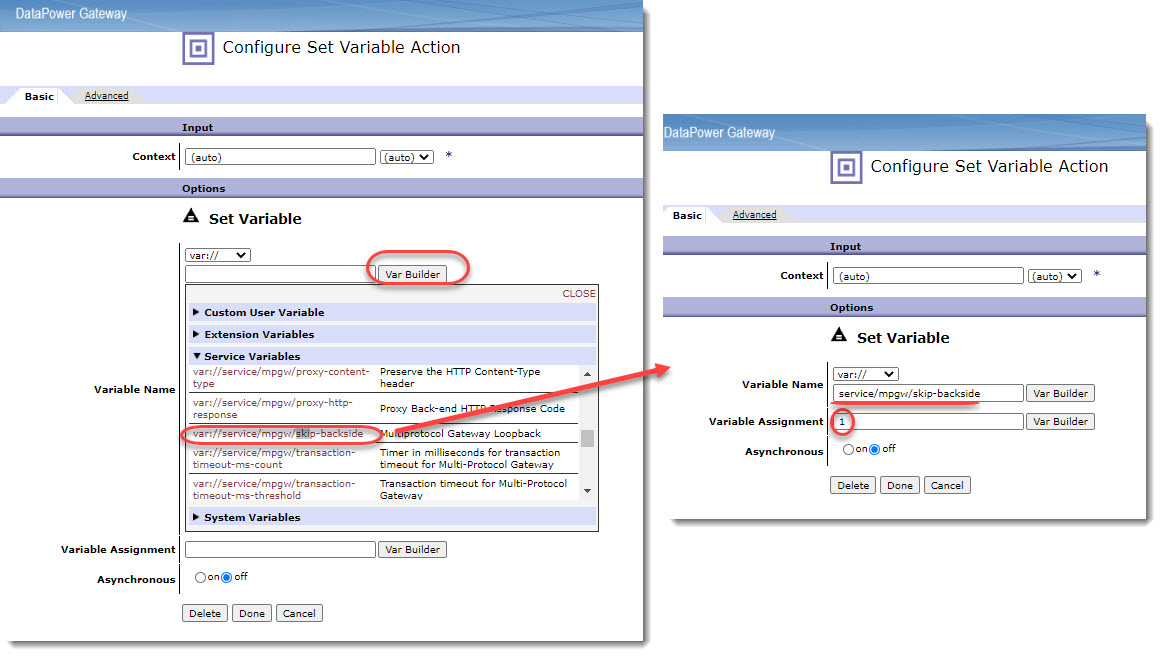 DataPower Gateway
Configure Set Variable Action
Basic Advanced
Input
Context (auto) (auto) *
Options
Set Variable
var://
Var Builder
CLOSE
Custom User Variable
Extension Variables
Service Variables
var://service/mpgw/proxy-content- Preserve the HTTP Content-Type
type header
var://service/mpgw/proxy-http- Proxy Back-end HTTP Response Code
response
var://service/mpgw/skip-backside Multiprotocol Gateway Loopback
var://service/mpgw/transaction- Timer in milliseconds for transaction
timeout-ms-count timeout for Multi-Protocol Gateway
var://service/mpgw/transaction- Transaction timeout for Multi-Protocol
timeout-ms-threshold Gateway
System Variables
Variable Name
Variable Assignment Var Builder
Asynchronous on off
Delete Done Cancel
DataPower Gateway
Configure Set Variable Action
Basic Advanced
Input
Context (auto) (auto) *
Options
Set Variable
var://
Variable Name service/mpgw/skip-backside Var Builder
Variable Assignment 1 Var Builder
Asynchronous on off
Delete Done Cancel